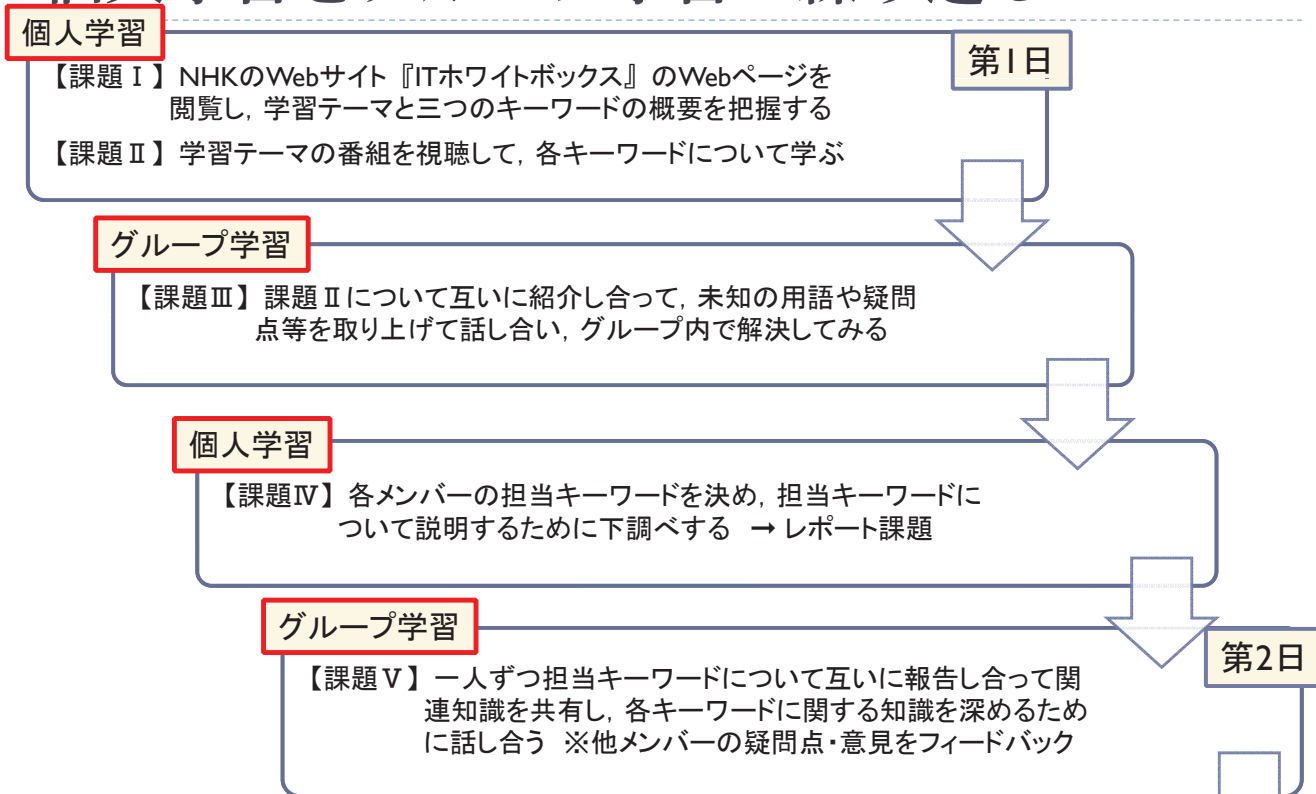 個人学習
第1日
【課題Ⅰ】 NHKのWebサイト『ITホワイトボックス』のWebページを
閲覧し, 学習テーマと三つのキーワードの概要を把握する
【課題Ⅱ】 学習テーマの番組を視聴して, 各キーワードについて学ぶ
グループ学習
【課題Ⅲ】 課題Ⅱについて互いに紹介し合って, 未知の用語や疑問
点等を取り上げて話し合い, グループ内で解決してみる
個人学習
【課題Ⅳ】 各メンバーの担当キーワードを決め, 担当キーワードに
ついて説明するために下調べする → レポート課題
グループ学習
第2日
【課題Ⅴ】 一人ずつ担当キーワードについて互いに報告し合って関
連知識を共有し, 各キーワードに関する知識を深めるため
に話し合う ※他メンバーの疑問点・意見をフィードバック